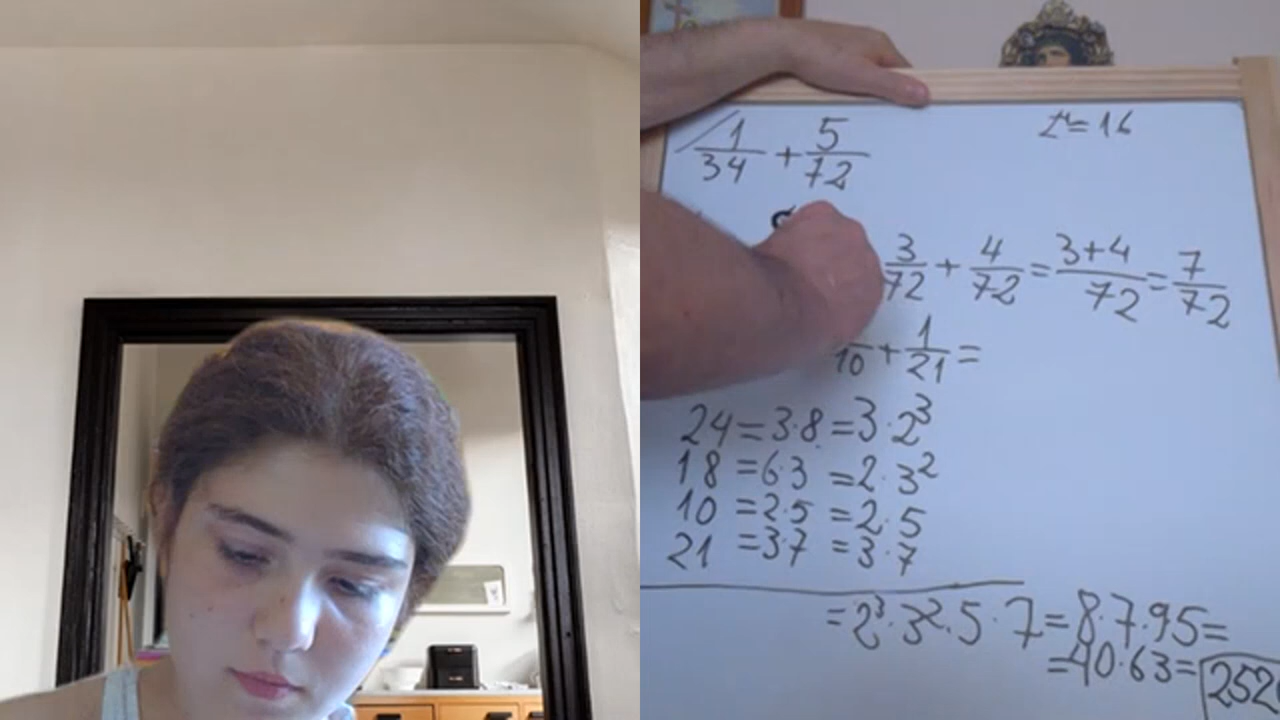 1/34 + 5/72
2⁴=16
3/72 + 4/72 = 3+4/72 = 7/72
10 + 1/21 =
24 = 3·8 = 3·2³
18 = 6·3 = 2·3²
10 = 2·5 = 2·5
21 = 3·7 = 3·7
= 2³·3²·5·7 = 8·7·95 =
= 40·63 = 252